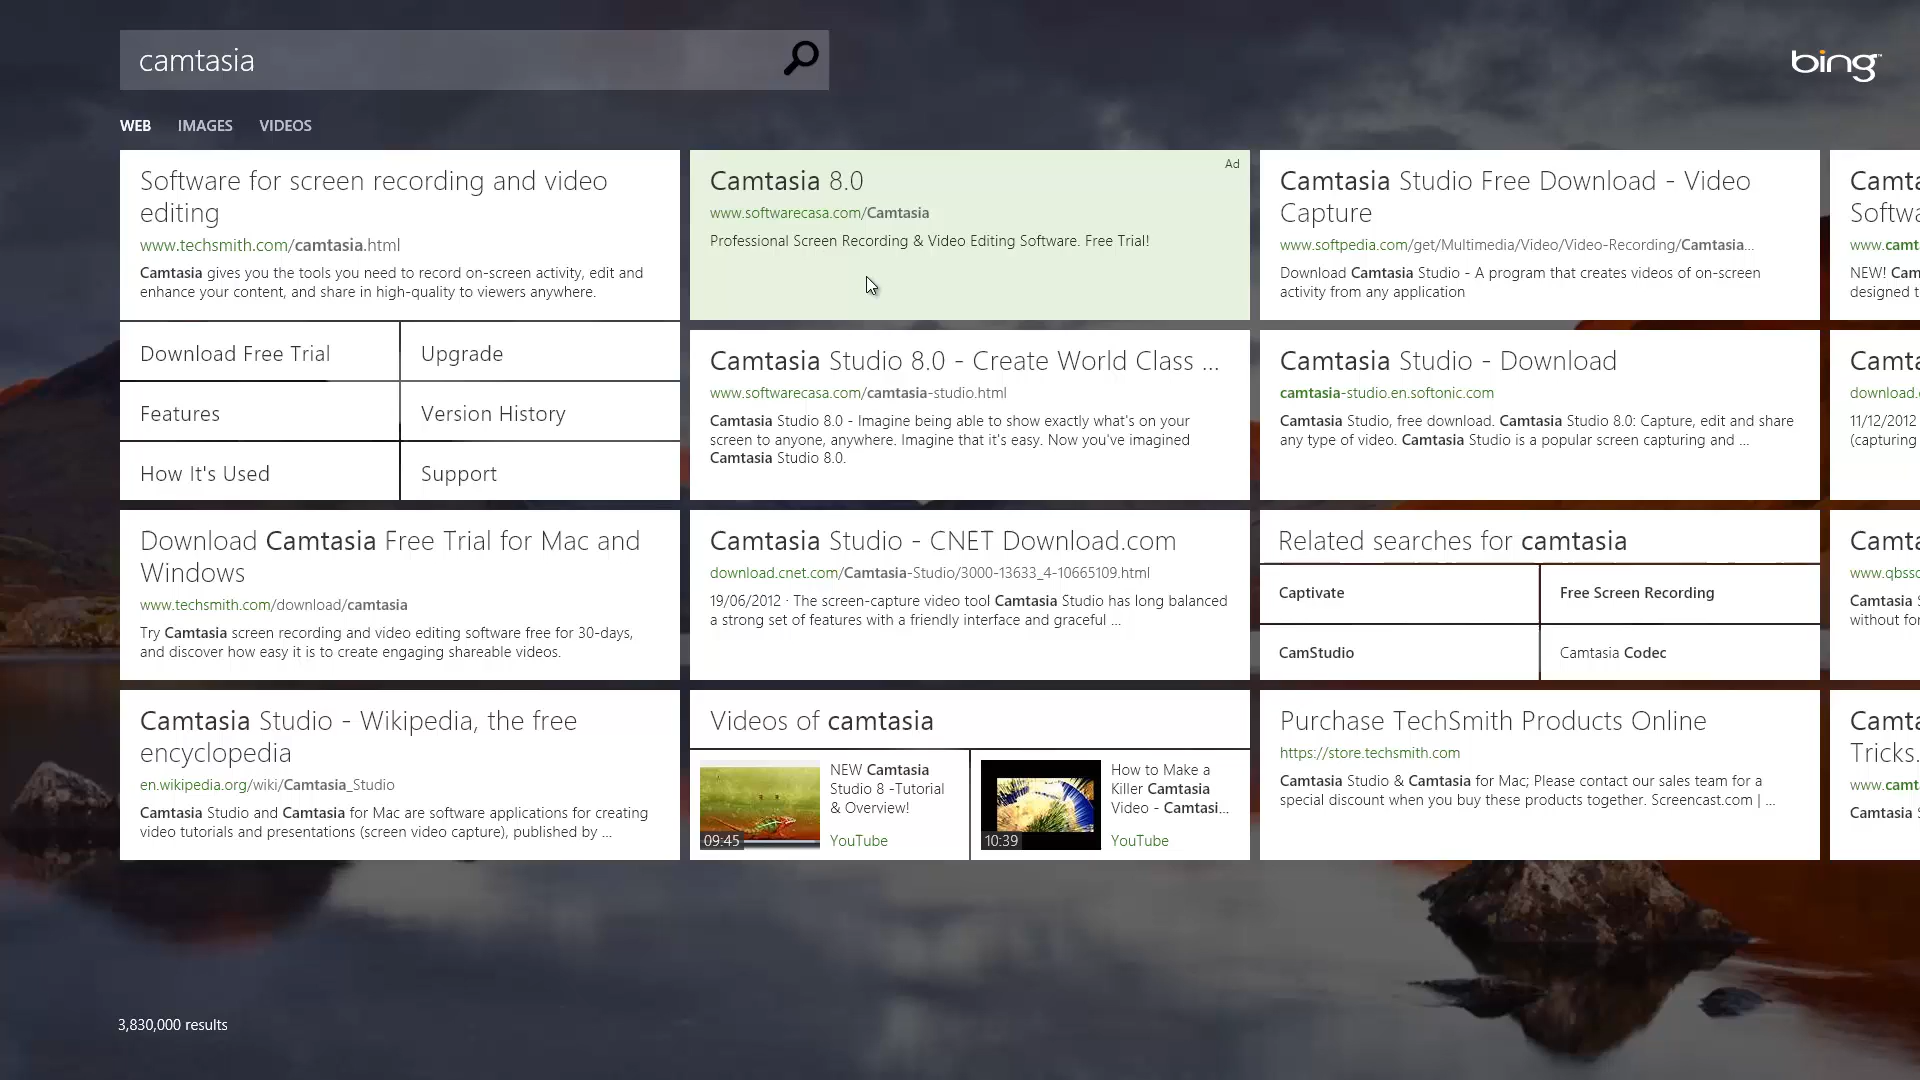 camtasia
bing
WEB IMAGES VIDEOS
Software for screen recording and video
editing
www.techsmith.com/camtasia.html
Camtasia gives you the tools you need to record on-screen activity, edit and
enhance your content, and share in high-quality to viewers anywhere.
Download Free Trial
Upgrade
Features
Version History
How It's Used
Support
Download Camtasia Free Trial for Mac and
Windows
www.techsmith.com/download/camtasia
Try Camtasia screen recording and video editing software free for 30-days,
and discover how easy it is to create engaging shareable videos.
Camtasia Studio - Wikipedia, the free
encyclopedia
en.wikipedia.org/wiki/Camtasia_Studio
Camtasia Studio and Camtasia for Mac are software applications for creating
video tutorials and presentations (screen video capture), published by ...
Ad
Camtasia 8.0
www.softwarecasa.com/Camtasia
Professional Screen Recording & Video Editing Software. Free Trial!
Camtasia Studio 8.0 - Create World Class ...
www.softwarecasa.com/camtasia-studio.html
Camtasia Studio 8.0 - Imagine being able to show exactly what's on your
screen to anyone, anywhere. Imagine that it's easy. Now you've imagined
Camtasia Studio 8.0.
Camtasia Studio - CNET Download.com
download.cnet.com/Camtasia-Studio/3000-13633_4-10665109.html
19/06/2012 · The screen-capture video tool Camtasia Studio has long balanced
a strong set of features with a friendly interface and graceful ...
Videos of camtasia
09:45
NEW Camtasia
Studio 8 -Tutorial
& Overview!
YouTube
10:39
How to Make a
Killer Camtasia
Video - Camtasi...
YouTube
Camtasia Studio Free Download - Video
Capture
www.softpedia.com/get/Multimedia/Video/Video-Recording/Camtasia...
Download Camtasia Studio - A program that creates videos of on-screen
activity from any application
Camtasia Studio - Download
camtasia-studio.en.softonic.com
Camtasia Studio, free download. Camtasia Studio 8.0: Capture, edit and share
any type of video. Camtasia Studio is a popular screen capturing and ...
Related searches for camtasia
Captivate
Free Screen Recording
CamStudio
Camtasia Codec
Purchase TechSmith Products Online
https://store.techsmith.com
Camtasia Studio & Camtasia for Mac; Please contact our sales team for a
special discount when you buy these products together. Screencast.com | ...
NEW!
designed
download.
11/12/2012
(capturing
Camtasia
without
Tricks.
Camtasia
3,830,000 results